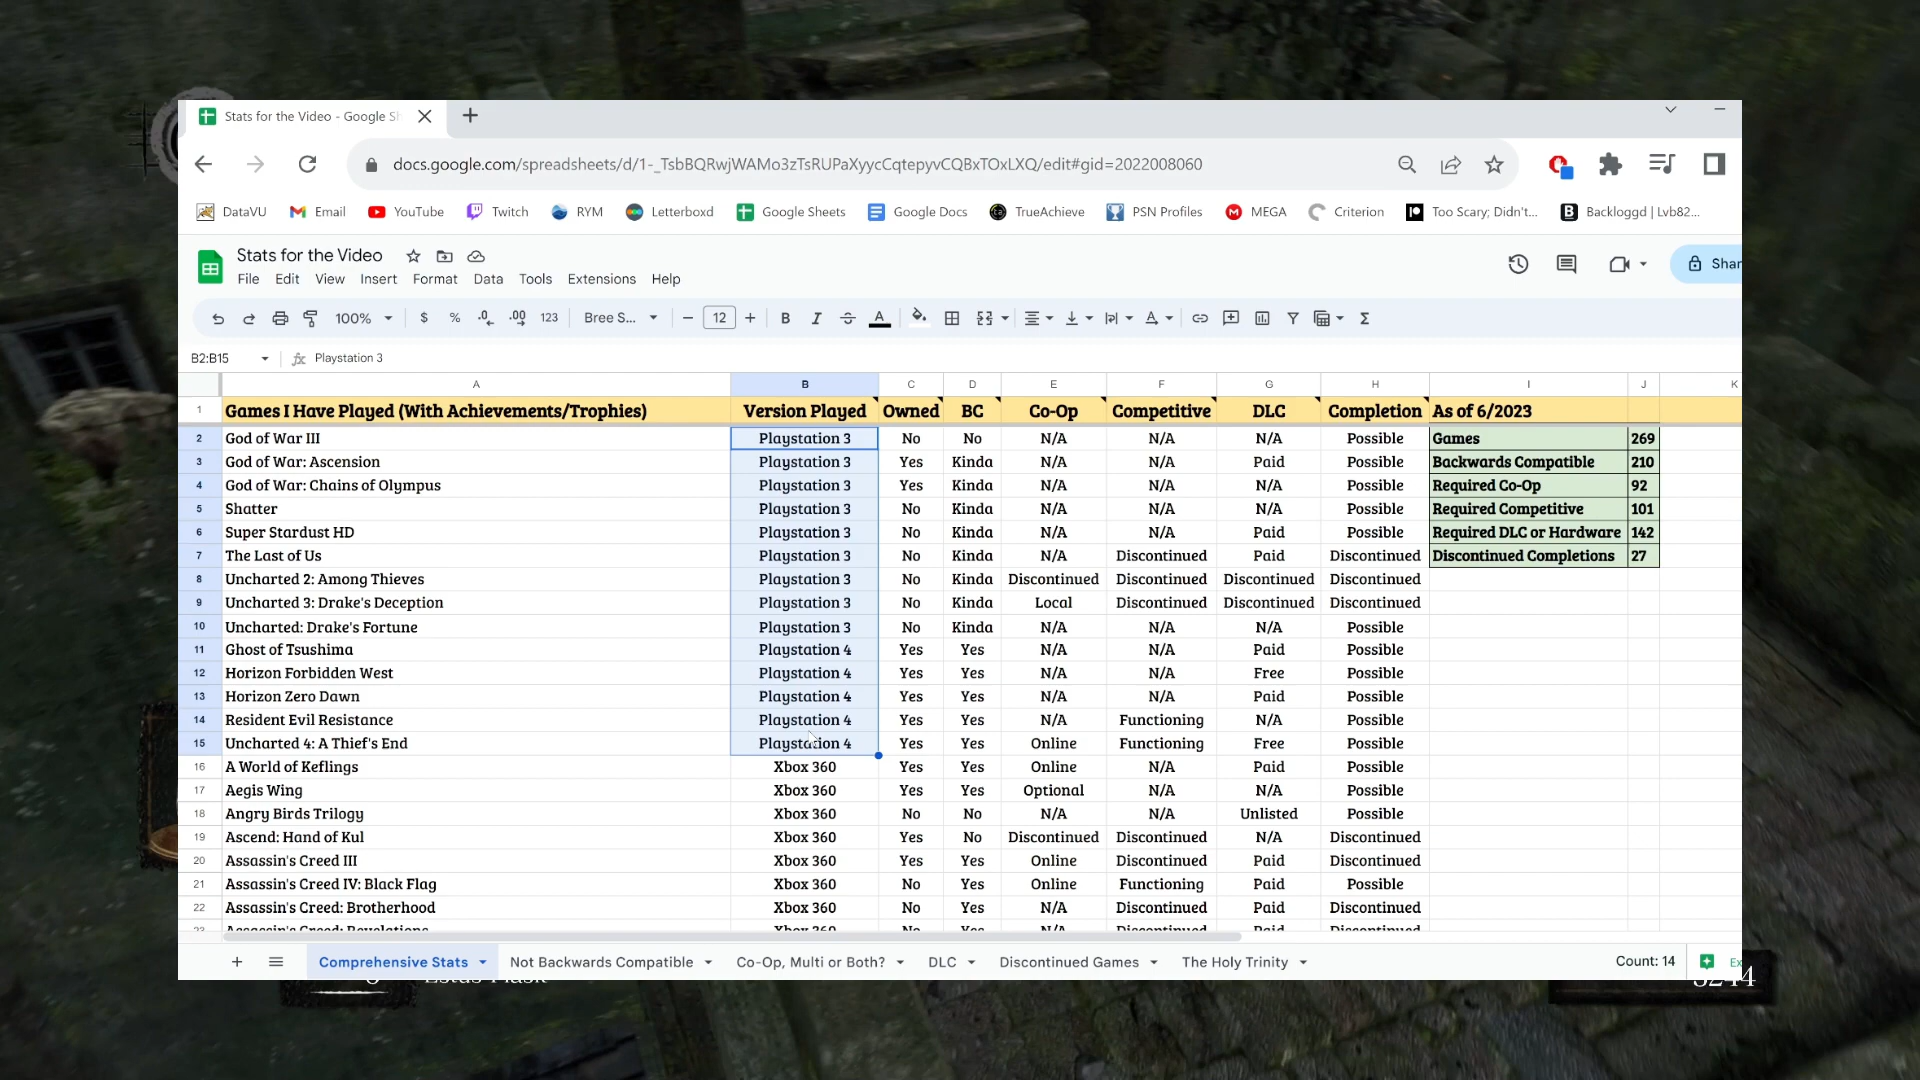 Stats for the Video - Google Sh
docs.google.com/spreadsheets/d/1-_TsbBQRwjWAMo3zTsRUPaXyycCqtepyvCQBxTOxLXQ/edit#gid=2022008060
DataVU Email YouTube Twitch RYM Letterboxd Google Sheets Google Docs TrueAchieve PSN Profiles MEGA Criterion Too Scary; Didn't... Backloggd | Lvb82...
Stats for the Video
File Edit View Insert Format Data Tools Extensions Help
Shar
100% $ % .0 .00 123 Bree S... 12 B I S A
B2:B15 fx Playstation 3
A B C D E F G H I J K
1 Games I Have Played (With Achievements/Trophies) Version Played Owned BC Co-Op Competitive DLC Completion As of 6/2023
2 God of War III Playstation 3 No No N/A N/A N/A Possible Games 269
3 God of War: Ascension Playstation 3 Yes Kinda N/A N/A Paid Possible Backwards Compatible 210
4 God of War: Chains of Olympus Playstation 3 Yes Kinda N/A N/A N/A Possible Required Co-Op 92
5 Shatter Playstation 3 No Kinda N/A N/A N/A Possible Required Competitive 101
6 Super Stardust HD Playstation 3 No Kinda N/A N/A Paid Possible Required DLC or Hardware 142
7 The Last of Us Playstation 3 No Kinda N/A Discontinued Paid Discontinued Discontinued Completions 27
8 Uncharted 2: Among Thieves Playstation 3 No Kinda Discontinued Discontinued Discontinued Discontinued
9 Uncharted 3: Drake's Deception Playstation 3 No Kinda Local Discontinued Discontinued Discontinued
10 Uncharted: Drake's Fortune Playstation 3 No Kinda N/A N/A N/A Possible
11 Ghost of Tsushima Playstation 4 Yes Yes N/A N/A Paid Possible
12 Horizon Forbidden West Playstation 4 Yes Yes N/A N/A Free Possible
13 Horizon Zero Dawn Playstation 4 Yes Yes N/A N/A Paid Possible
14 Resident Evil Resistance Playstation 4 Yes Yes N/A Functioning N/A Possible
15 Uncharted 4: A Thief's End Playstation 4 Yes Yes Online Functioning Free Possible
16 A World of Keflings Xbox 360 Yes Yes Online N/A Paid Possible
17 Aegis Wing Xbox 360 Yes Yes Optional N/A N/A Possible
18 Angry Birds Trilogy Xbox 360 No No N/A N/A Unlisted Possible
19 Ascend: Hand of Kul Xbox 360 Yes No Discontinued Discontinued N/A Discontinued
20 Assassin's Creed III Xbox 360 Yes Yes Online Discontinued Paid Discontinued
21 Assassin's Creed IV: Black Flag Xbox 360 No Yes Online Functioning Paid Possible
22 Assassin's Creed: Brotherhood Xbox 360 No Yes N/A Discontinued Paid Discontinued
23 Assassin's Creed: Revelations Xbox 360 No Yes N/A Discontinued Paid Discontinued
Comprehensive Stats Not Backwards Compatible Co-Op, Multi or Both? DLC Discontinued Games The Holy Trinity Count: 14 Ex
Estus Flask